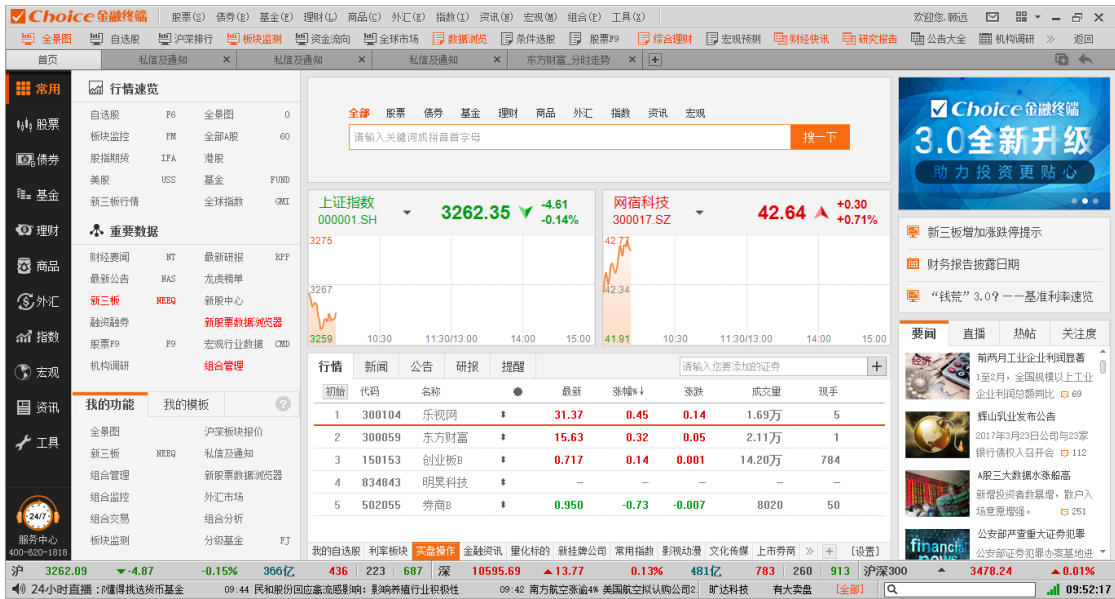 Choice金融终端 股票(S) 债券(B) 基金(F) 理财(L) 商品(C) 外汇(E) 指数(I) 资讯(N) 宏观(M) 组合(P) 工具(X) 欢迎您,顾远
全景图 自选股 沪深排行 板块监测 资金流向 全球市场 数据浏览 条件选股 股票F9 综合理财 宏观预测 财经快讯 研究报告 公告大全 机构调研 » 返回
首页 私信及通知 × 私信及通知 × 私信及通知 × 东方财富_分时走势 × +
常用
股票
债券
基金
理财
商品
外汇
指数
宏观
资讯
工具
24/7
服务中心
400-620-1818
行情速览
自选股 F6 全景图 0
板块监控 PM 全部A股 60
股指期货 IFA 港股
美股 USS 基金 FUND
新三板行情 全球指数 GMI
重要数据
财经要闻 NT 最新研报 RPP
最新公告 NAS 龙虎榜单
新三板 NEEQ 新股中心
融资融券 新股票数据浏览器
股票F9 F9 宏观行业数据 CMD
机构调研 组合管理
我的功能 我的模板 ?
全景图 沪深板块报价
新三板 NEEQ 私信及通知
组合管理 新股票数据浏览器
组合监控 外汇市场
组合交易 组合分析
板块监测 分级基金 FJ
全部 股票 债券 基金 理财 商品 外汇 指数 资讯 宏观
请输入关键词或拼音首字母 搜一下
上证指数
000001.SH
3262.35
-4.61
-0.14%
3275
3267
3259 10:30 11:30/13:00 14:00 15:00
网宿科技
300017.SZ
42.64
+0.30
+0.71%
42.77
42.34
41.91 10:30 11:30/13:00 14:00 15:00
行情 新闻 公告 研报 提醒 请输入您要添加的证券 +
初始 代码 名称 ● 最新 涨幅%↓ 涨跌 成交量 现手
1 300104 乐视网 31.37 0.45 0.14 1.69万 5
2 300059 东方财富 15.63 0.32 0.05 2.11万 1
3 150153 创业板B 0.717 0.14 0.001 14.20万 784
4 834843 明昊科技 — — — — —
5 502055 券商B 0.950 -0.73 -0.007 8020 50
我的自选股 利军板块 实盘操作 金融资讯 量化标的 新挂牌公司 常用指数 影视动漫 文化传媒 上市券商 » + [设置]
Choice金融终端
3.0全新升级
助力投资更贴心
新三板增加涨跌停提示
财务报告披露日期
“钱荒”3.0?——基准利率速览
要闻 直播 热帖 关注度
经济
前两月工业企业利润显著
1至2月，全国规模以上工业
企业利润总额同比 69
辉山乳业发布公告
2017年3月23日公司与23家
银行债权人召开会 112
A股三大数据水涨船高
新增投资者数暴增，散户入
场意愿增强。 251
financial
公安部严查重大证券犯罪
公安部证券犯罪办案基地进
沪 3262.09 ▼-4.87 -0.15% 366亿 436 223 687 深 10595.69 ▲13.77 0.13% 481亿 783 260 913 沪深300 ▲ 3478.24 ▲0.01%
24小时直播： 懂得挑选货币基金 09:44 民和股份回应禽流感影响：影响养殖行业积极性 09:42 南方航空涨逾4% 美国航空拟认购公司2. 旷达科技 有大卖盘 [全部] 09:52:17